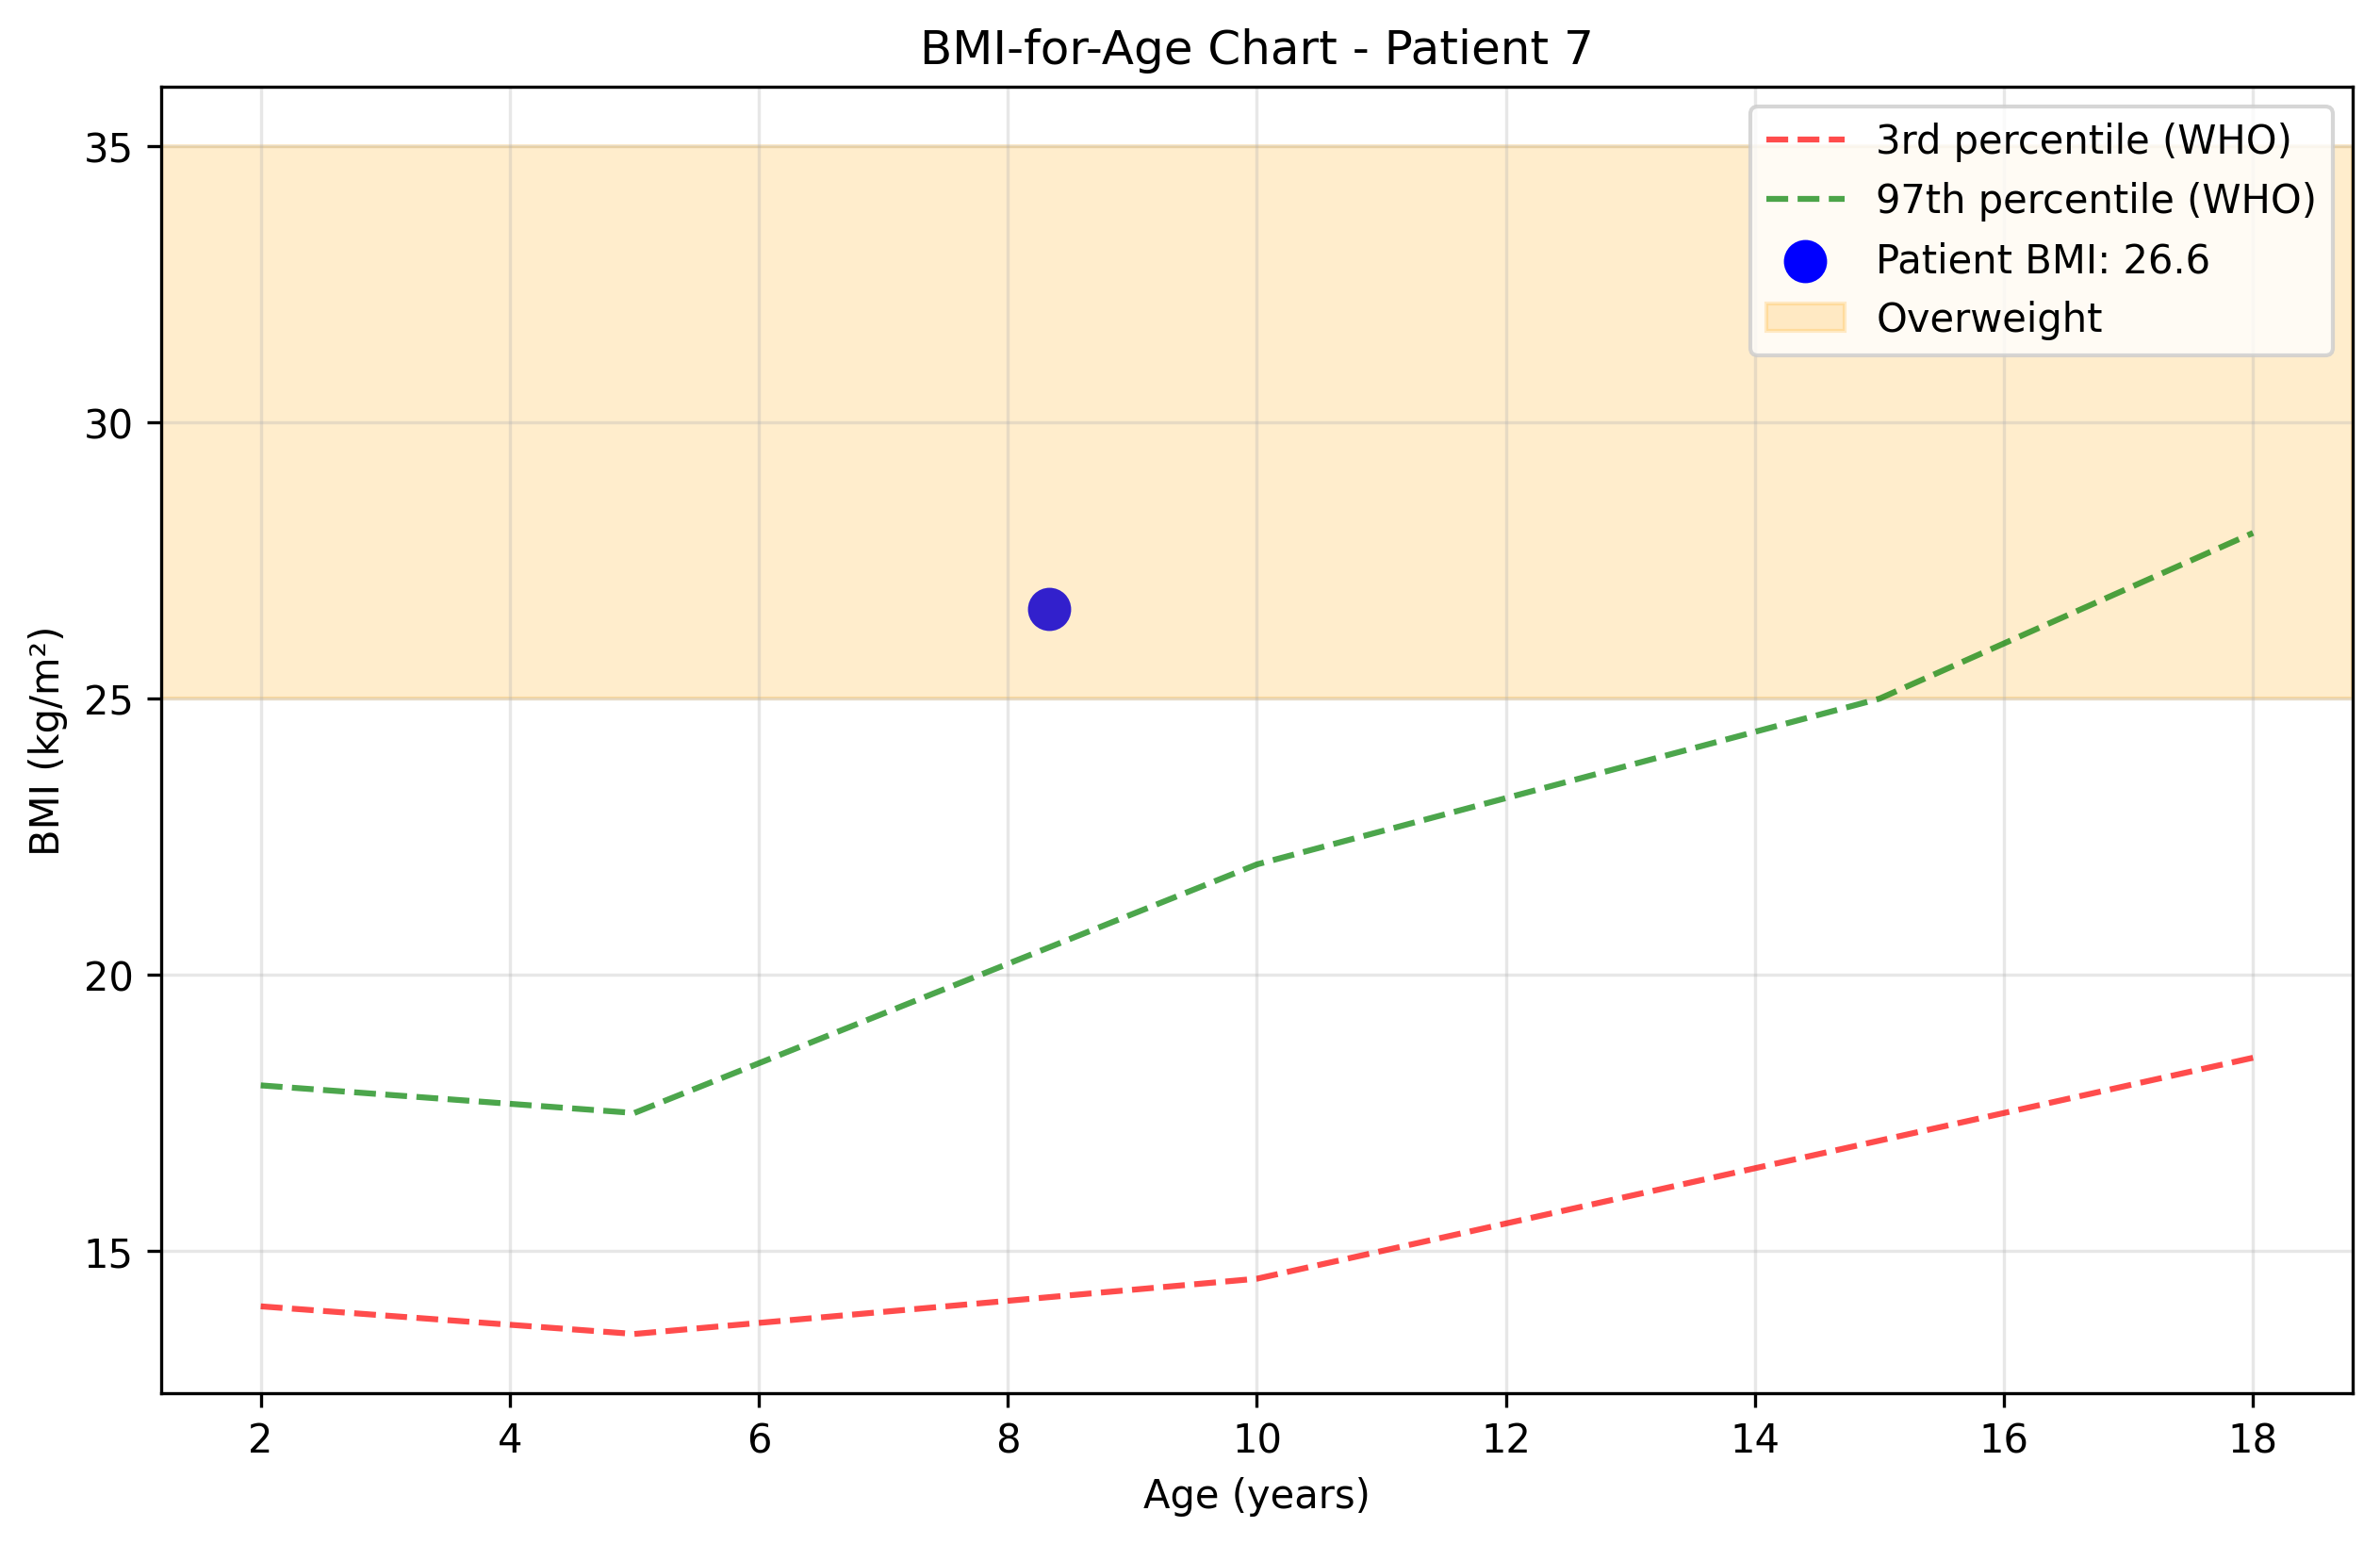 BMI-for-Age Chart - Patient 7
35
30
25
20
15
BMI (kg/m²)
3rd percentile (WHO)
97th percentile (WHO)
Patient BMI: 26.6
Overweight
2 4 6 8 10 12 14 16 18
Age (years)